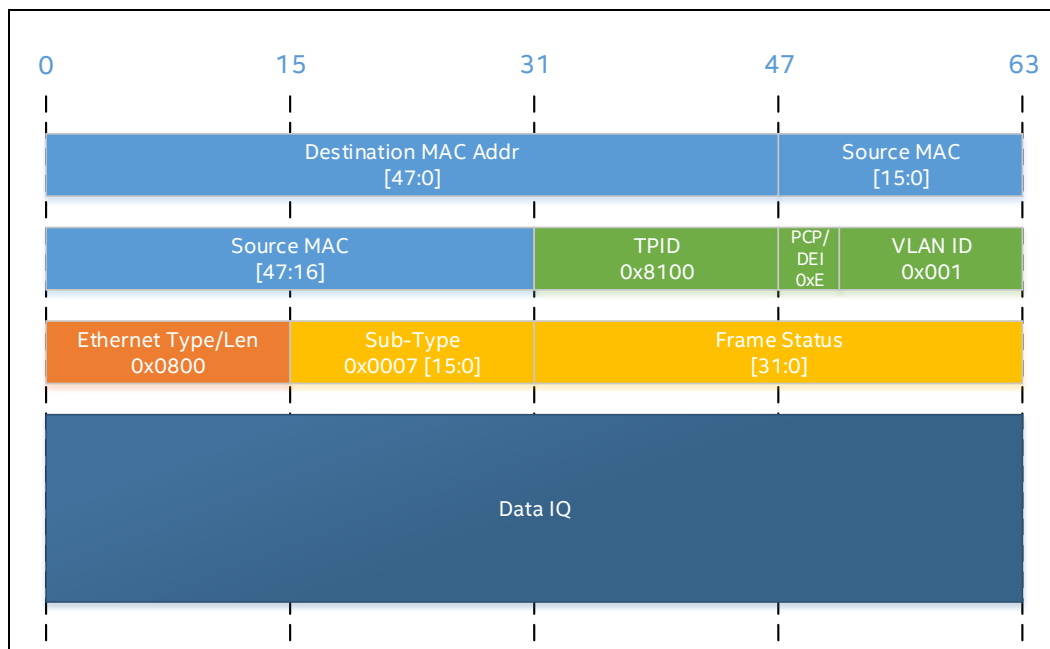 0 15 31 47 63
Destination MAC Addr
[47:0]
Source MAC
[15:0]
Source MAC
[47:16]
TPID
0x8100
PCP/
DEI
0xE
VLAN ID
0x001
Ethernet Type/Len
0x0800
Sub-Type
0x0007 [15:0]
Frame Status
[31:0]
Data IQ